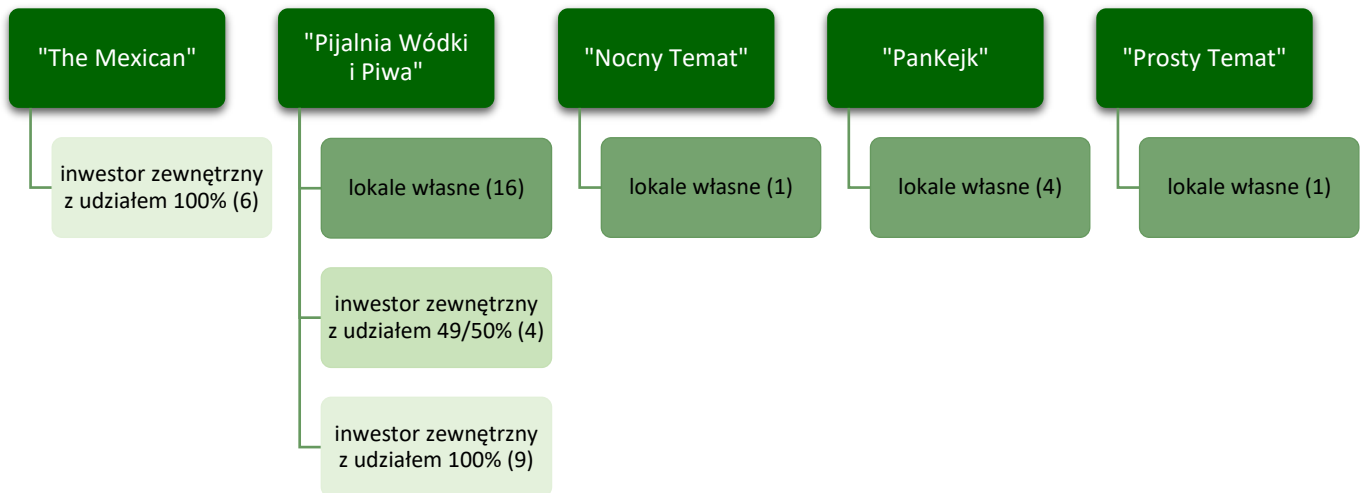 "The Mexican"
inwestor zewnętrzny
z udziałem 100% (6)
"Pijalnia Wódki
i Piwa"
lokale własne (16)
inwestor zewnętrzny
z udziałem 49/50% (4)
inwestor zewnętrzny
z udziałem 100% (9)
"Nocny Temat"
lokale własne (1)
"PanKejk"
lokale własne (4)
"Prosty Temat"
lokale własne (1)